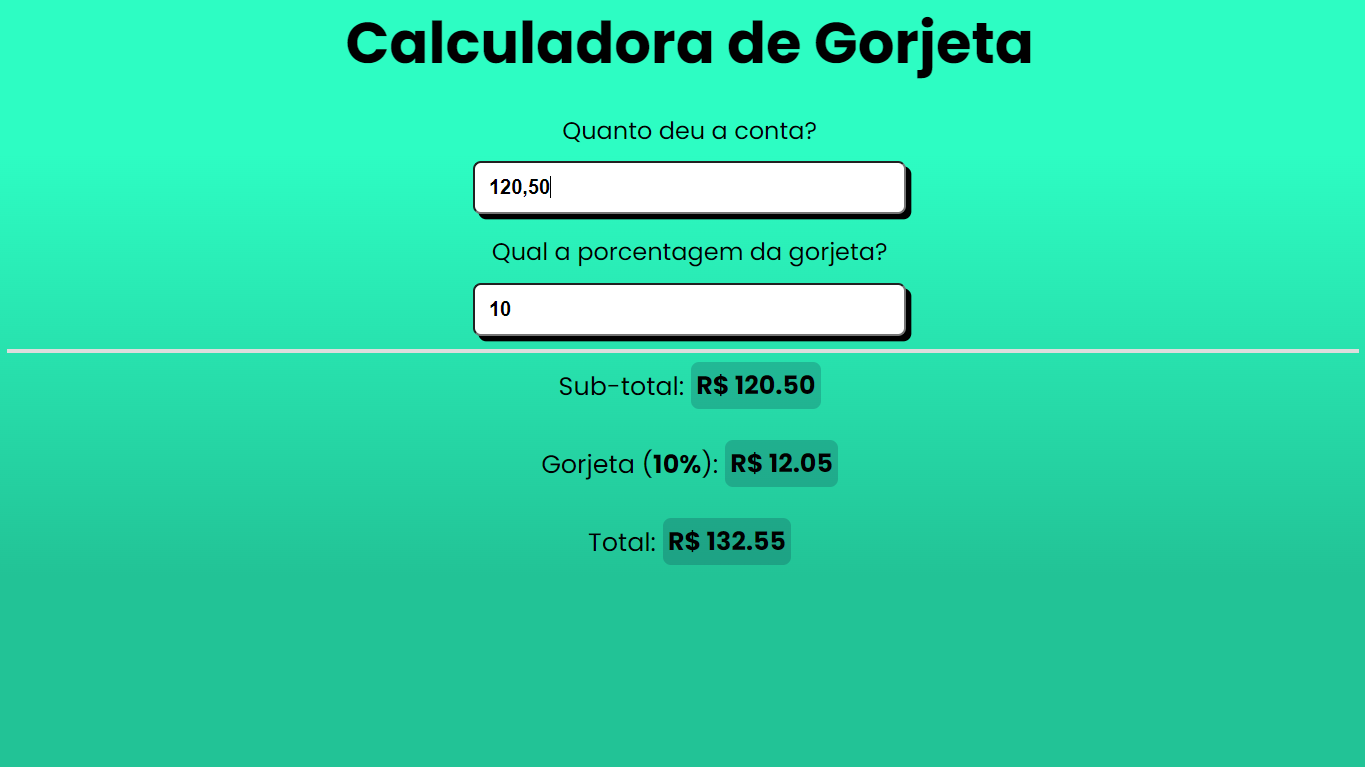 Calculadora de Gorjeta
Quanto deu a conta?
120,50
Qual a porcentagem da gorjeta?
10
Sub-total: R$ 120.50
Gorjeta (10%): R$ 12.05
Total: R$ 132.55